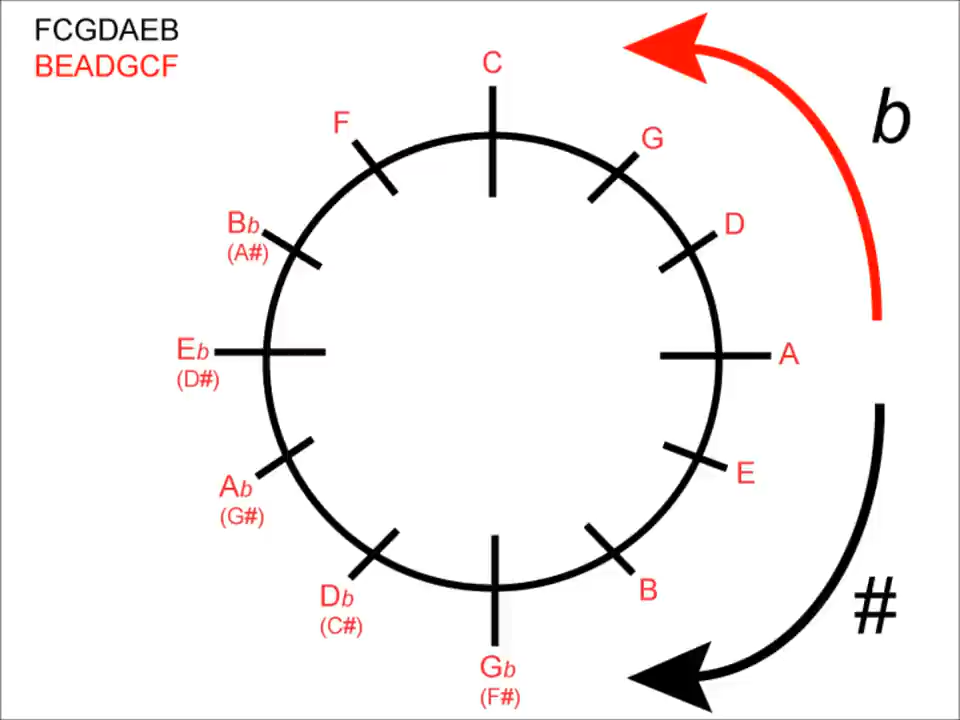 FCGDAEB
BEADGCF
C
F
G
b
Bb
(A#)
D
Eb
(D#)
A
Ab
(G#)
E
Db
(C#)
B
#
Gb
(F#)